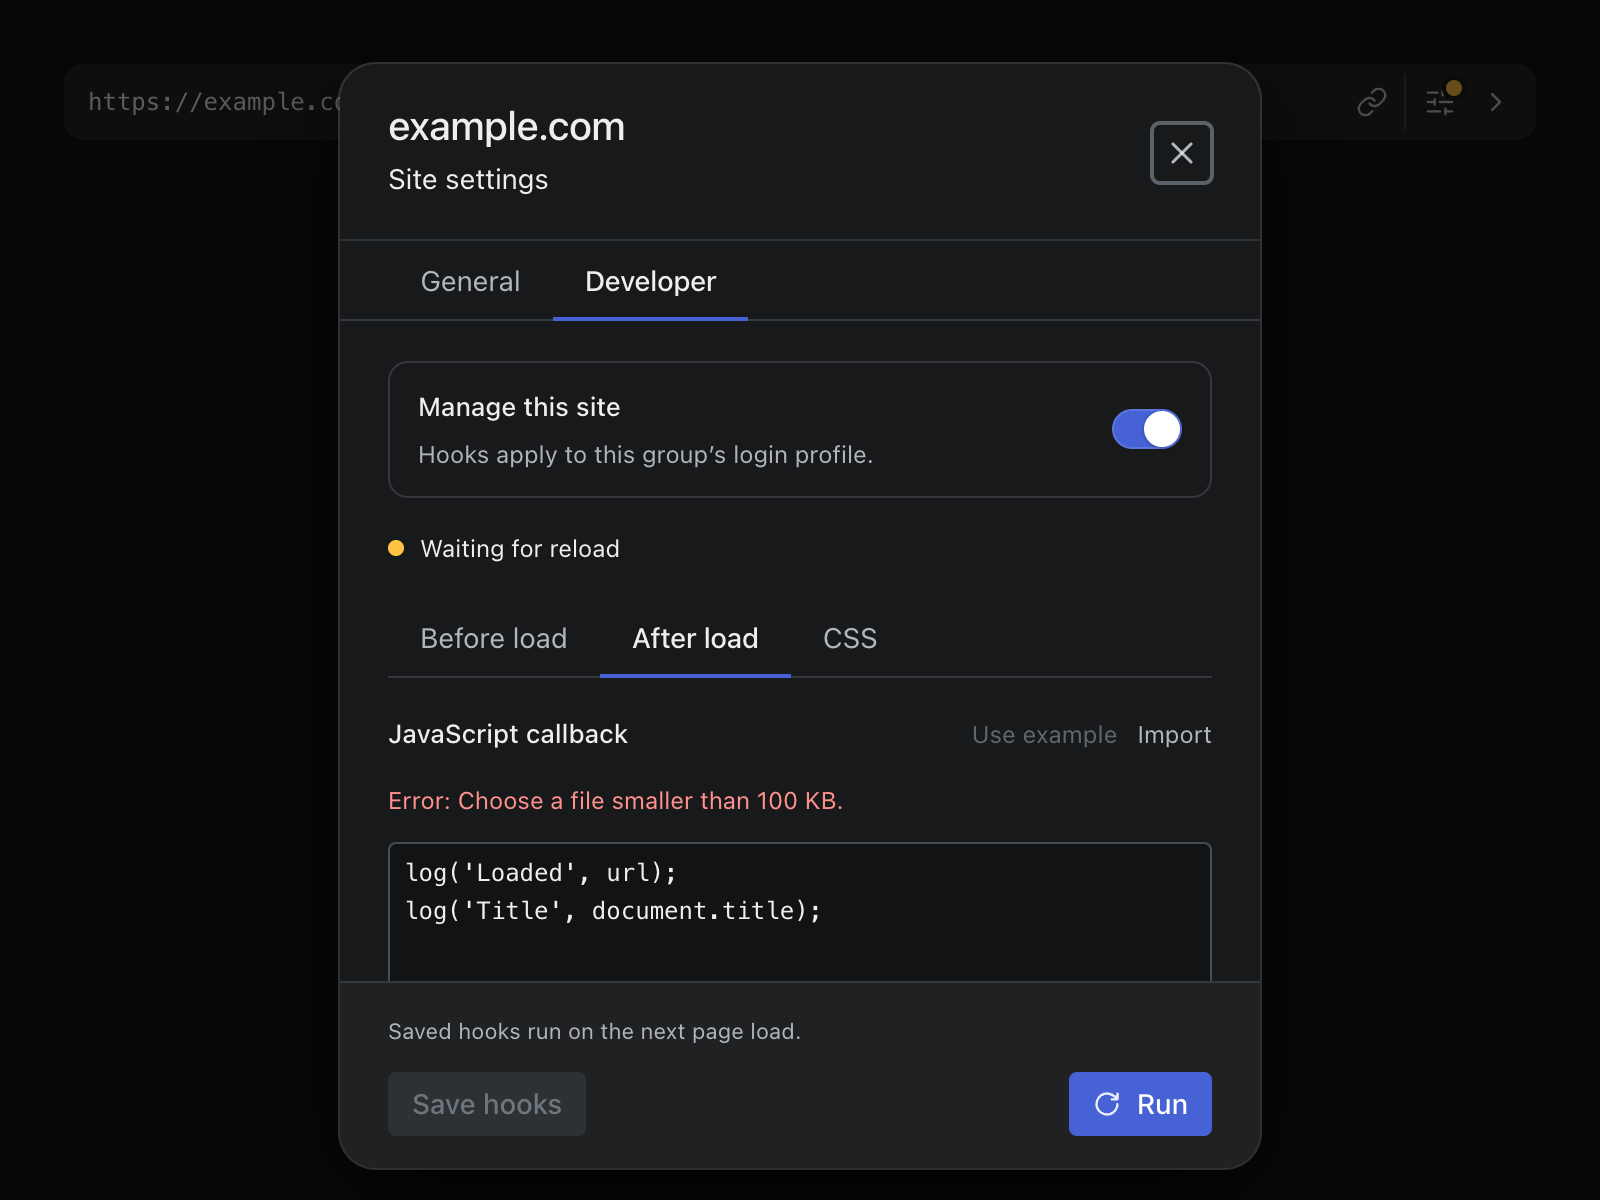 https://example.co
example.com
Site settings
General
Developer
Manage this site
Hooks apply to this group’s login profile.
Waiting for reload
Before load
After load
CSS
JavaScript callback
Use example
Import
Error: Choose a file smaller than 100 KB.
log('Loaded', url);
log('Title', document.title);
Saved hooks run on the next page load.
Save hooks
Run